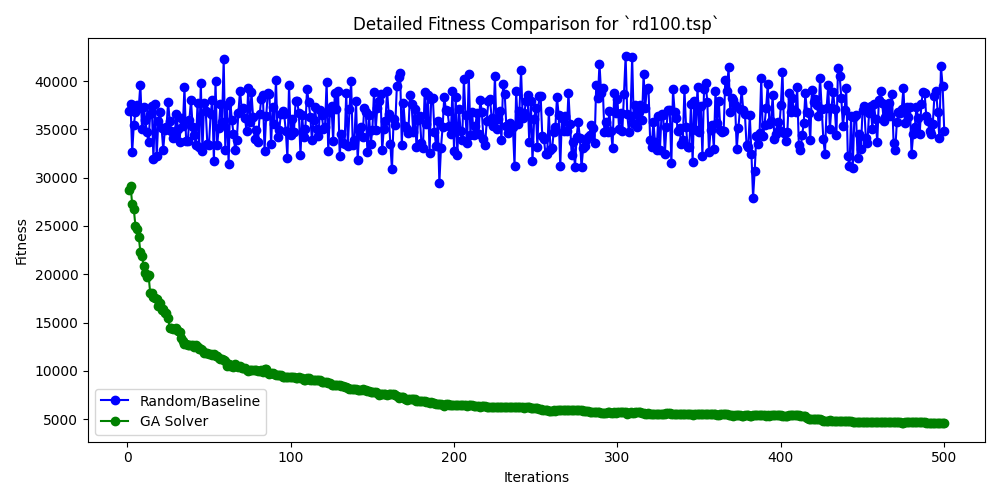 Detailed Fitness Comparison for `rd100.tsp`
Fitness
40000
35000
30000
25000
20000
15000
10000
5000
Random/Baseline
GA Solver
0 100 200 300 400 500
Iterations